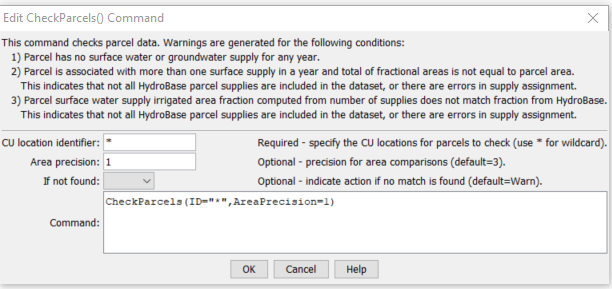 Edit CheckParcels() Command
This command checks parcel data. Warnings are generated for the following conditions:
1) Parcel has no surface water or groundwater supply for any year.
2) Parcel is associated with more than one surface supply in a year and total of fractional areas is not equal to parcel area.
This indicates that not all HydroBase parcel supplies are included in the dataset, or there are errors in supply assignment.
3) Parcel surface water supply irrigated area fraction computed from number of supplies does not match fraction from HydroBase.
This indicates that not all HydroBase parcel supplies are included in the dataset, or there are errors in supply assignment.
CU location identifier: * Required - specify the CU locations for parcels to check (use * for wildcard).
Area precision: 1 Optional - precision for area comparisons (default=3).
If not found: Optional - indicate action if no match is found (default=Warn).
CheckParcels(ID="*",AreaPrecision=1)
Command:
OK Cancel Help